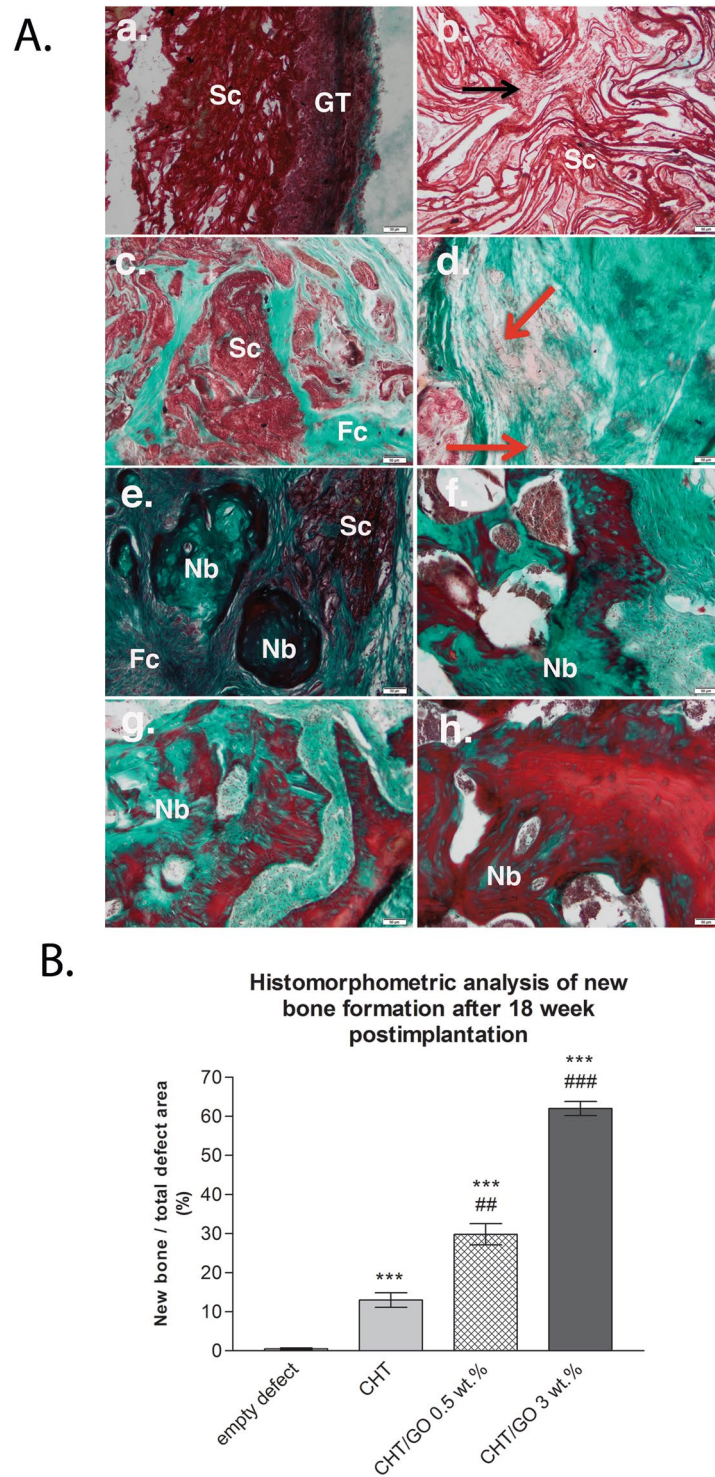 A.
a.
Sc
GT
b.
Sc
c.
Sc
Fc
d.
e.
Nb
Sc
Nb
Fc
f.
Nb
g.
Nb
h.
Nb
B.
Histomorphometric analysis of new
bone formation after 18 week
postimplantation
New bone / total defect area
(%)
70
60
50
40
30
20
10
0
***
***
##
***
###
empty defect
CHT
CHT/GO 0.5 wt.%
CHT/GO 3 wt.%